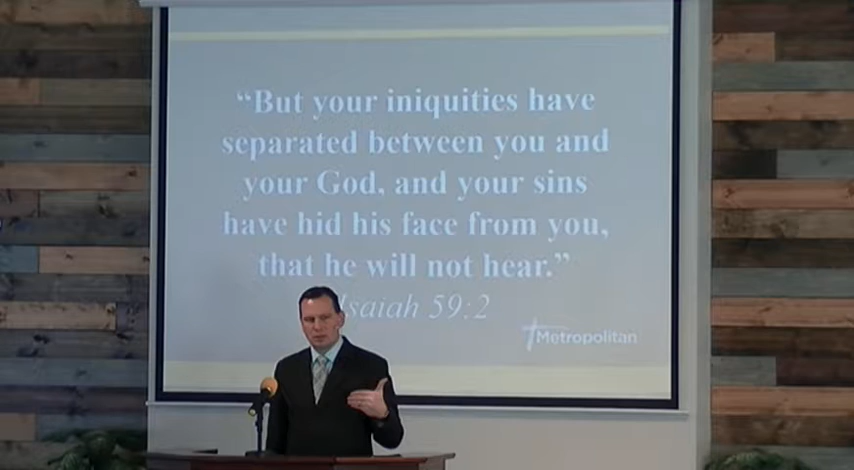 “But your iniquities have
separated between you and
your God, and your sins
have hid his face from you,
that he will not hear.”
Isaiah 59:2
Metropolitan